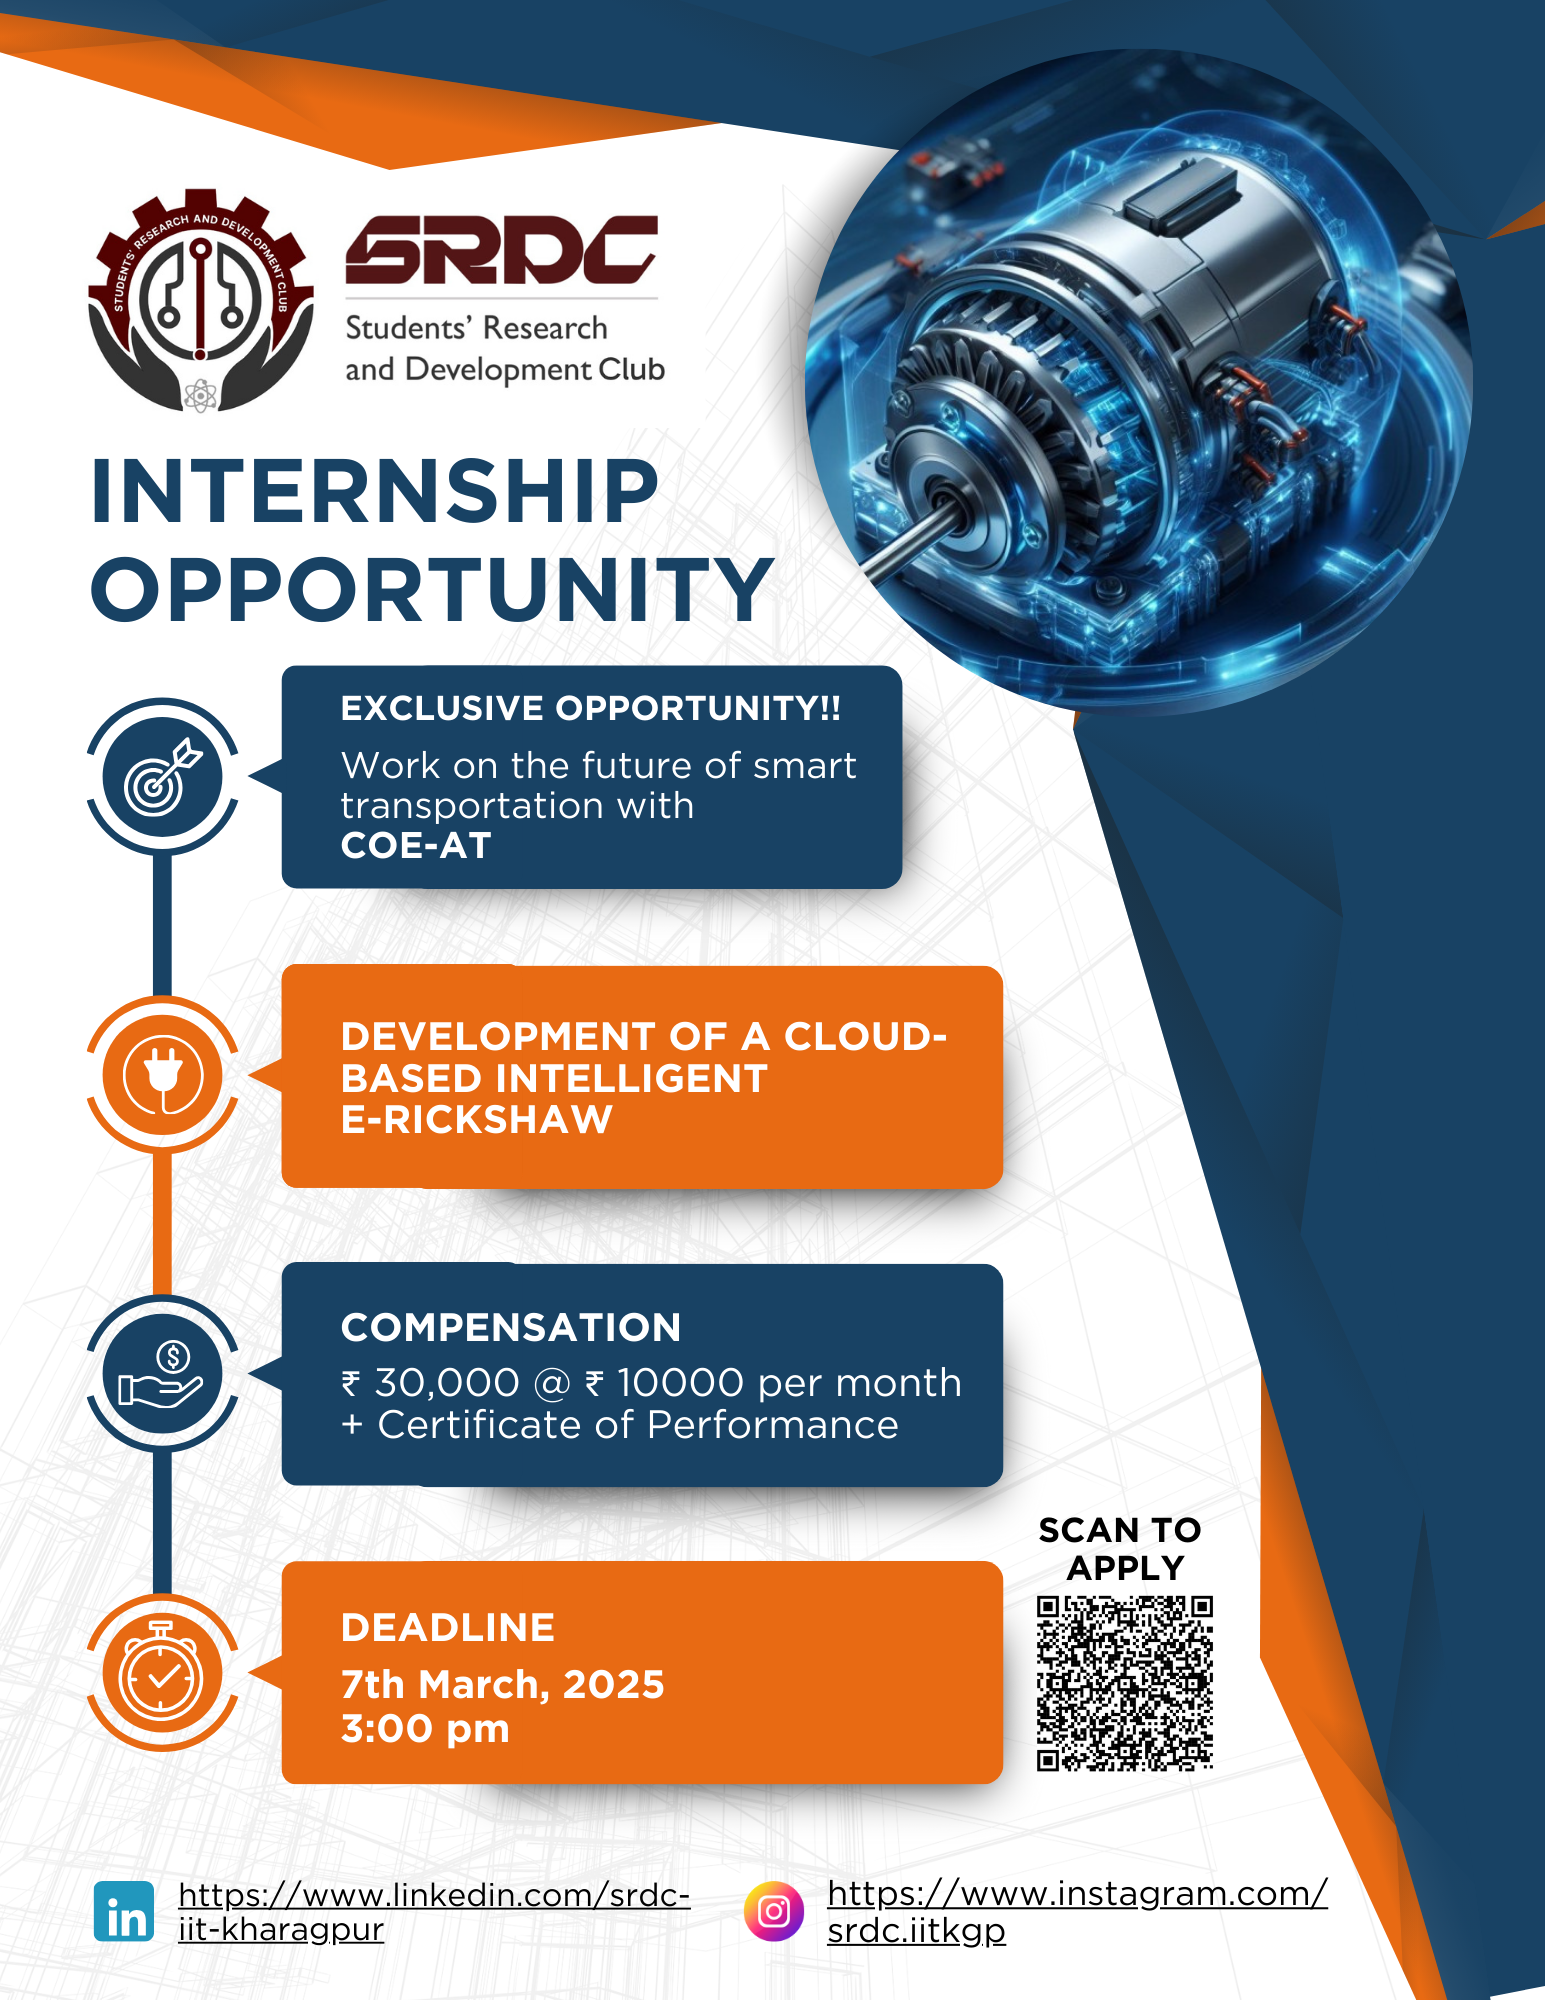 STUDENTS' RESEARCH AND DEVELOPMENT CLUB
SRDC
Students' Research
and Development Club
INTERNSHIP
OPPORTUNITY
EXCLUSIVE OPPORTUNITY!!
Work on the future of smart
transportation with
COE-AT
DEVELOPMENT OF A CLOUD-
BASED INTELLIGENT
E-RICKSHAW
$
COMPENSATION
₹ 30,000 @ ₹ 10000 per month
+ Certificate of Performance
DEADLINE
7th March, 2025
3:00 pm
SCAN TO
APPLY
in
https://www.linkedin.com/srdc-
iit-kharagpur
https://www.instagram.com/
srdc.iitkgp